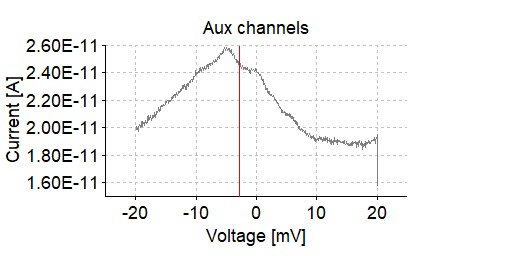 Aux channels
Current [A]
2.60E-11
2.40E-11
2.20E-11
2.00E-11
1.80E-11
1.60E-11
-20 -10 0 10 20
Voltage [mV]